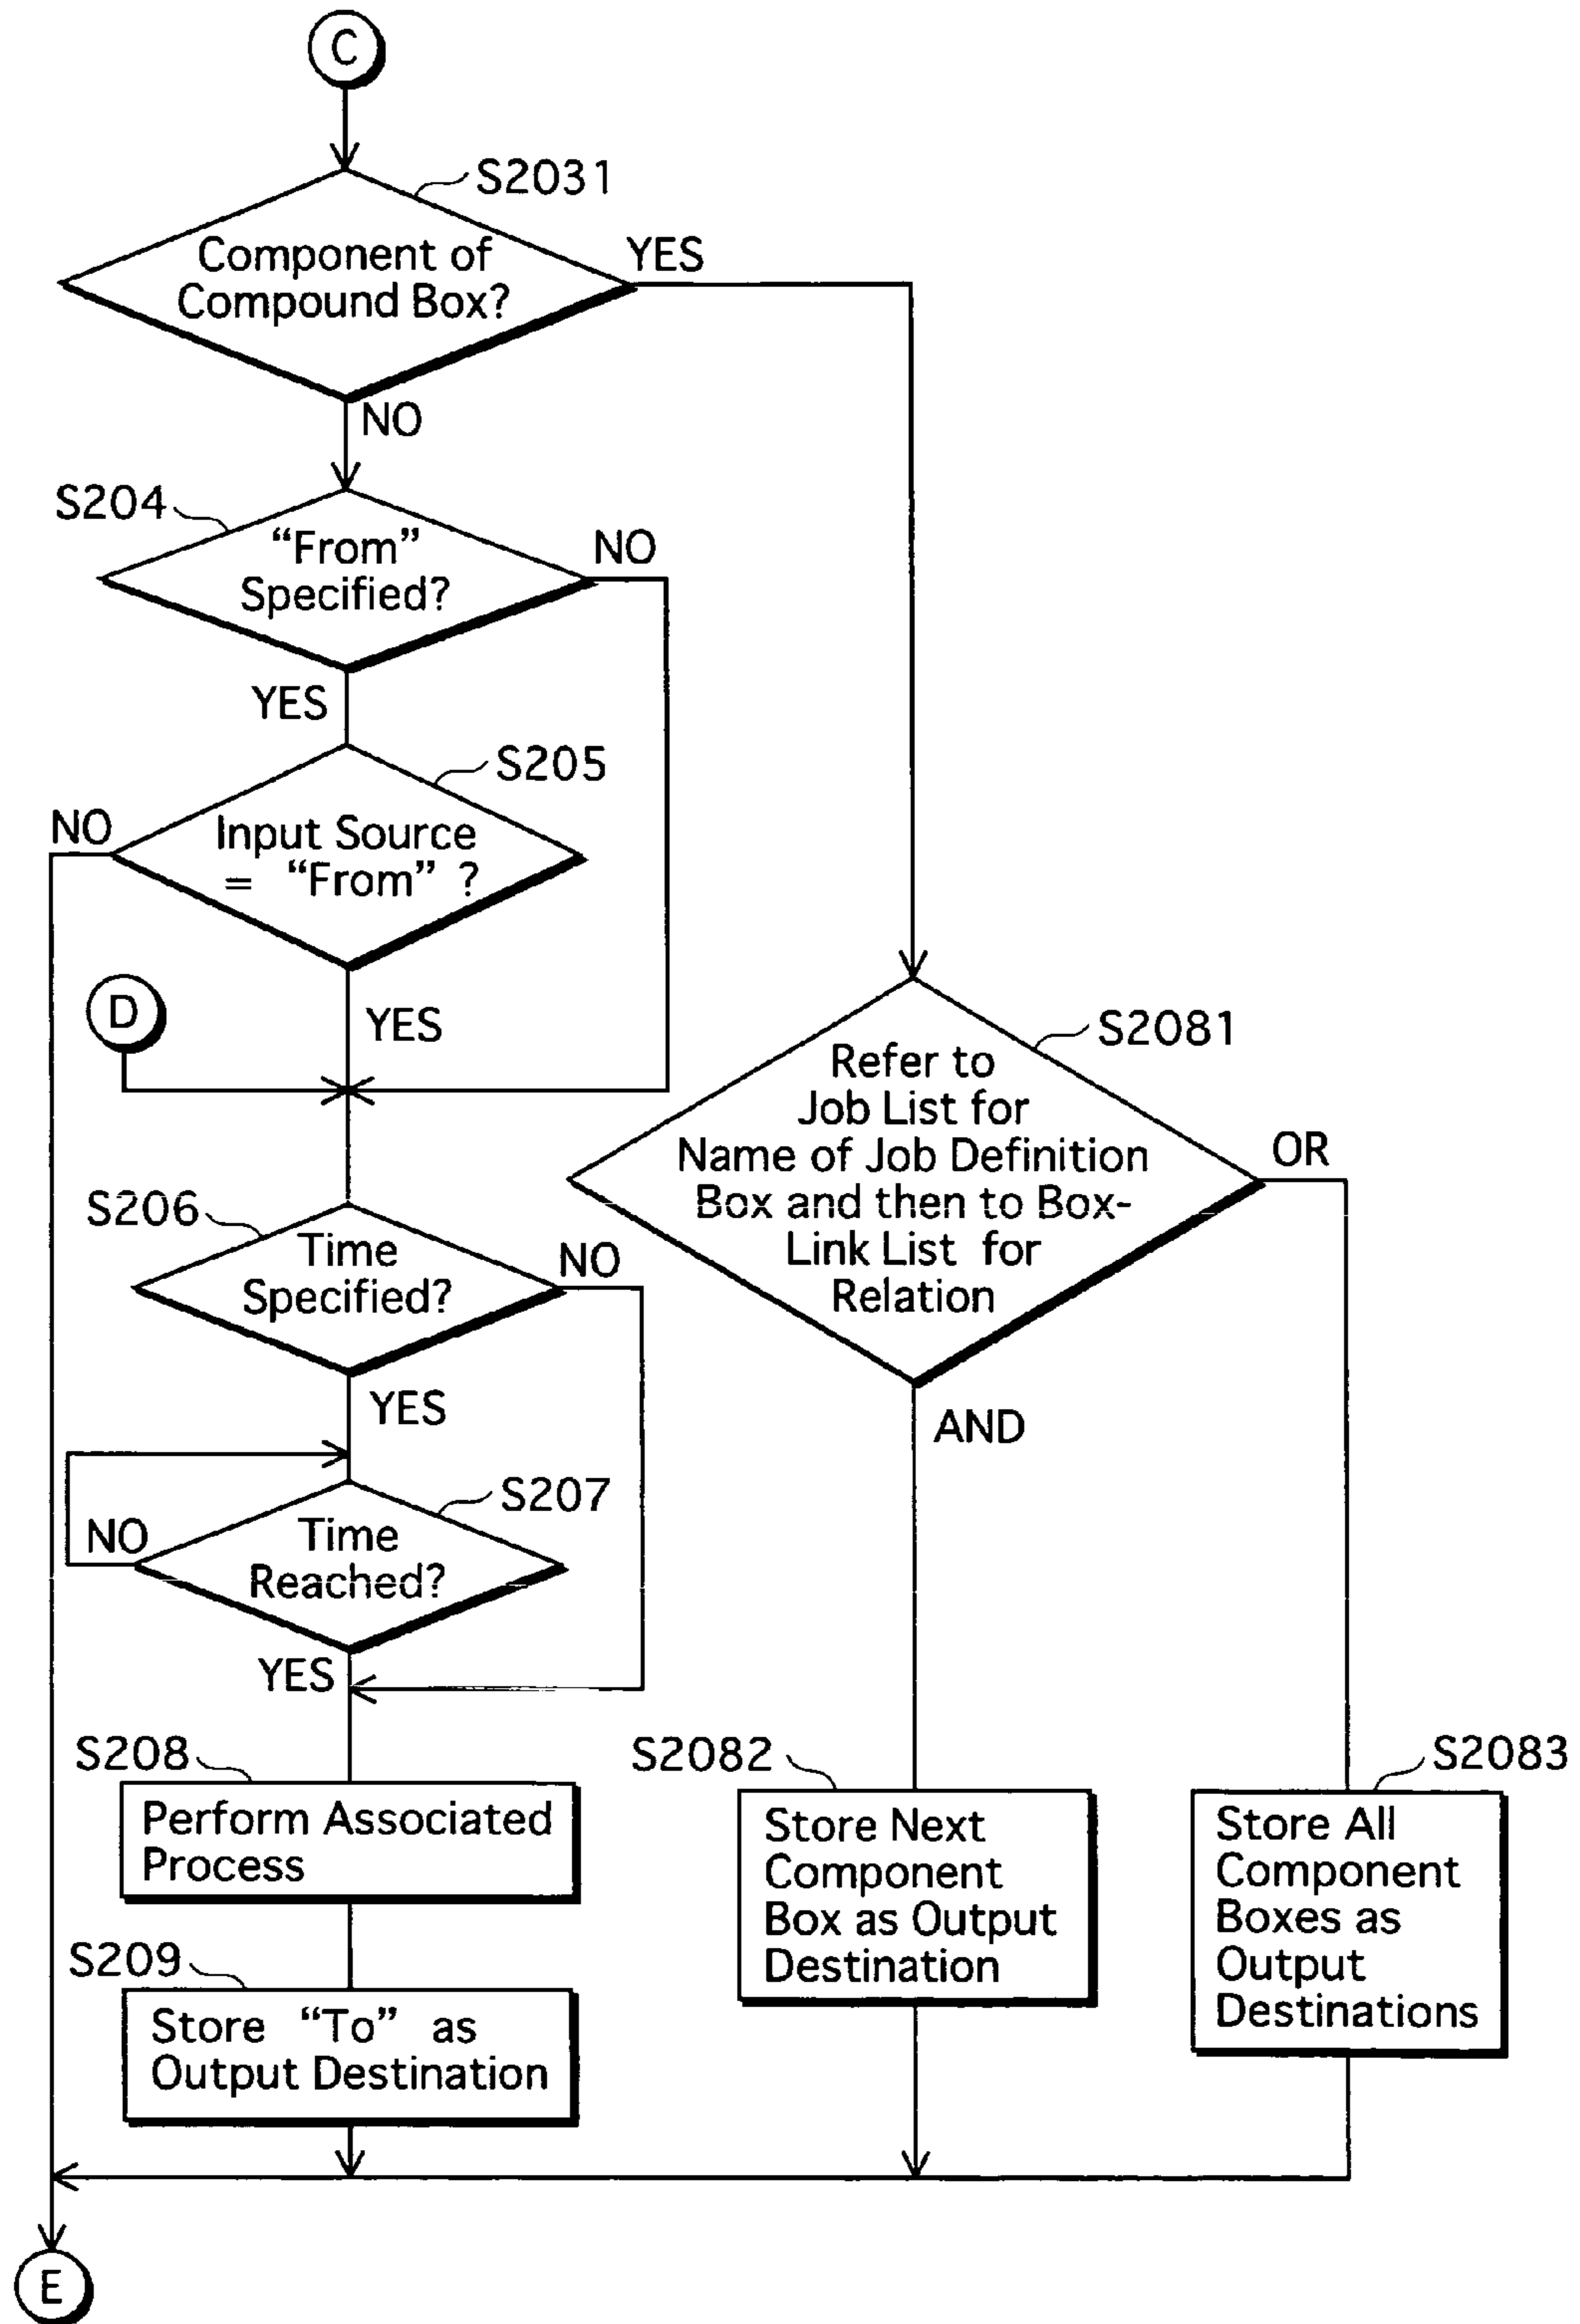 C
S2031
Component of
Compound Box?
YES
NO
S204
“From”
Specified?
NO
YES
S205
NO
Input Source
= “From” ?
D
YES
S2081
Refer to
Job List for
Name of Job Definition
Box and then to Box-
Link List for
Relation
OR
AND
S206
Time
Specified?
NO
YES
S207
NO
Time
Reached?
YES
S208
Perform Associated
Process
S209
Store “To” as
Output Destination
S2082
Store Next
Component
Box as Output
Destination
S2083
Store All
Component
Boxes as
Output
Destinations
E